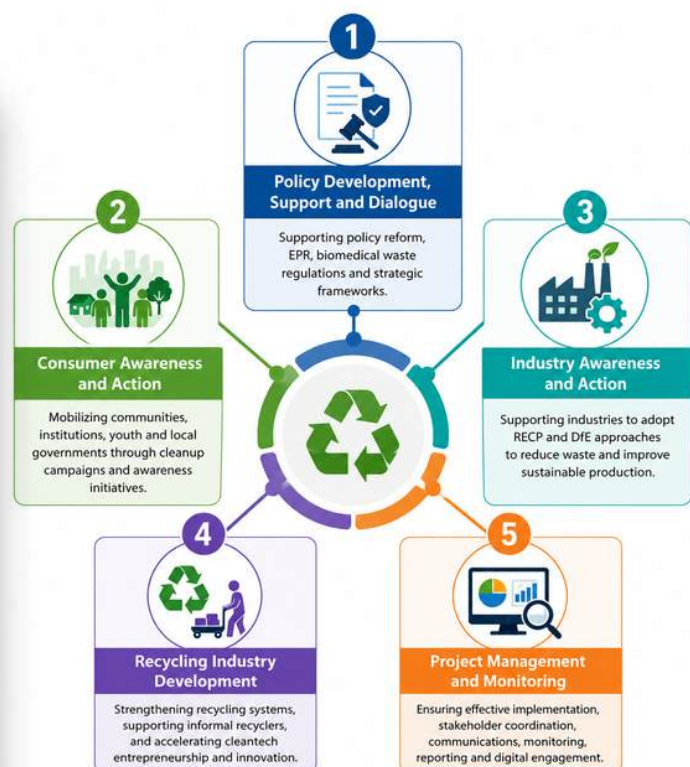 1
Policy Development,
Support and Dialogue
Supporting policy reform,
EPR, biomedical waste
regulations and strategic
frameworks.
2
Consumer Awareness
and Action
Mobilizing communities,
institutions, youth and local
governments through cleanup
campaigns and awareness
initiatives.
3
Industry Awareness
and Action
Supporting industries to adopt
RECP and DfE approaches
to reduce waste and improve
sustainable production.
4
Recycling Industry
Development
Strengthening recycling systems,
supporting informal recyclers,
and accelerating cleantech
entrepreneurship and innovation.
5
Project Management
and Monitoring
Ensuring effective implementation,
stakeholder coordination,
communications, monitoring,
reporting and digital engagement.